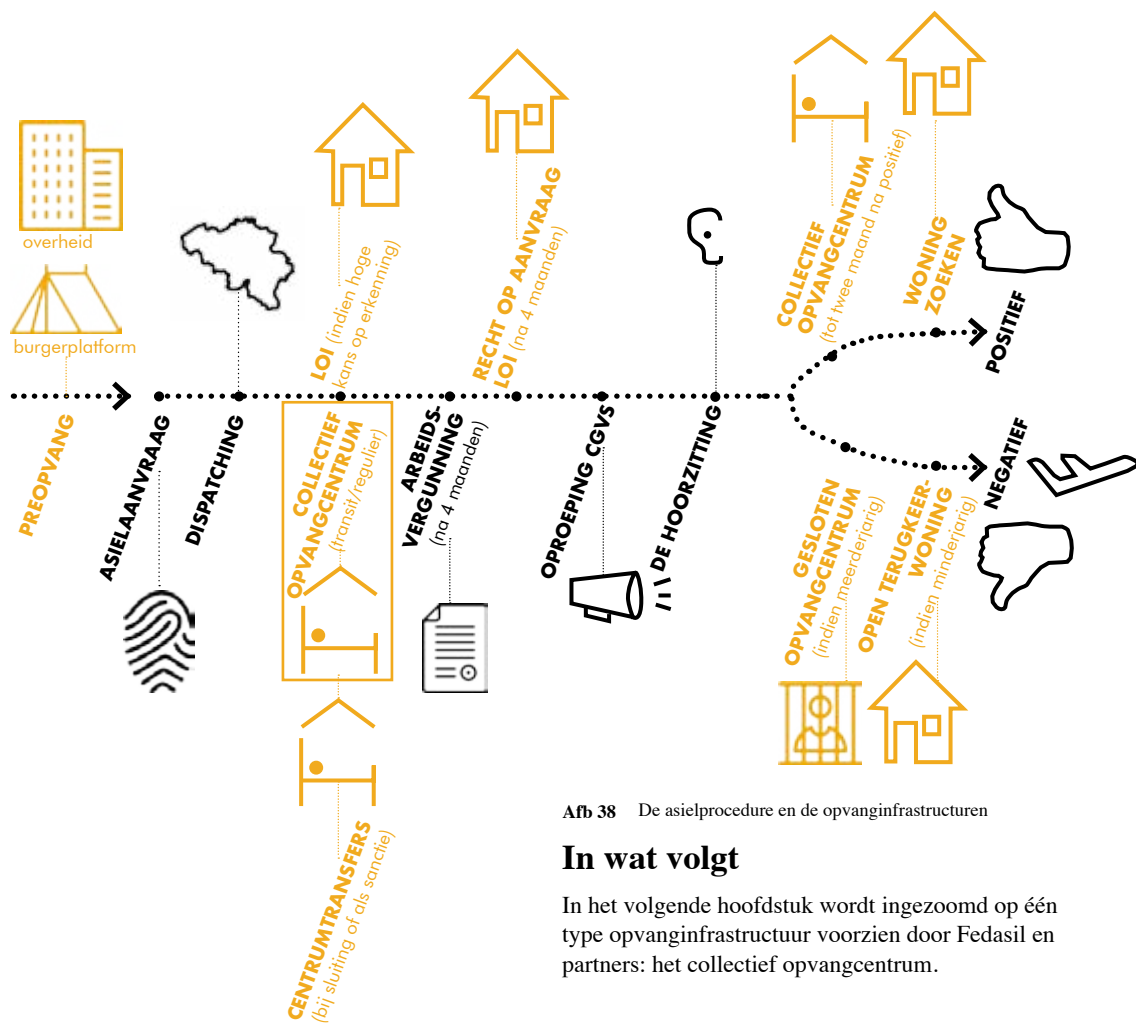 overheid
burgerplatform
PREOPVANG
ASIELAANVRAAG
DISPATCHING
LOI (indien hoge
kans op erkenning)
COLLECTIEF
OPVANGCENTRUM
(transit/regulier)
CENTRUMTRANSFERS
(bij sluiting of als sanctie)
ARBEIDS-
VERGUNNING
(na 4 maanden)
RECHT OP AANVRAAG
LOI (na 4 maanden)
OPROEPING CGVS
DE HOORZITTING
COLLECTIEF
OPVANGCENTRUM
(tot twee maand na positief)
WONING
ZOEKEN
POSITIEF
GESLOTEN
OPVANGCENTRUM
(indien meerderjarig)
OPEN TERUGKEER-
WONING
(indien minderjarig)
NEGATIEF
Afb 38 De asielprocedure en de opvanginfrastructuren
In wat volgt
In het volgende hoofdstuk wordt ingezoomd op één
type opvanginfrastructuur voorzien door Fedasil en
partners: het collectief opvangcentrum.